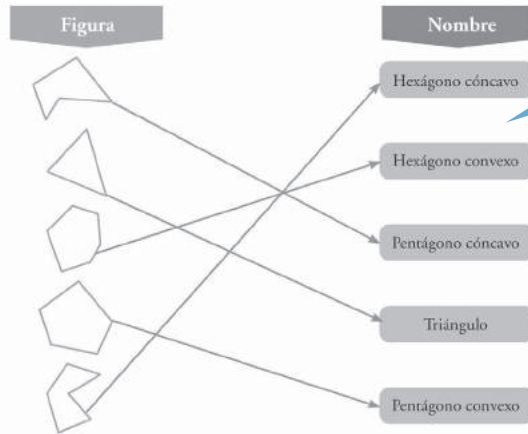 Figura
Nombre
Hexágono cóncavo
Hexágono convexo
Pentágono cóncavo
Triángulo
Pentágono convexo